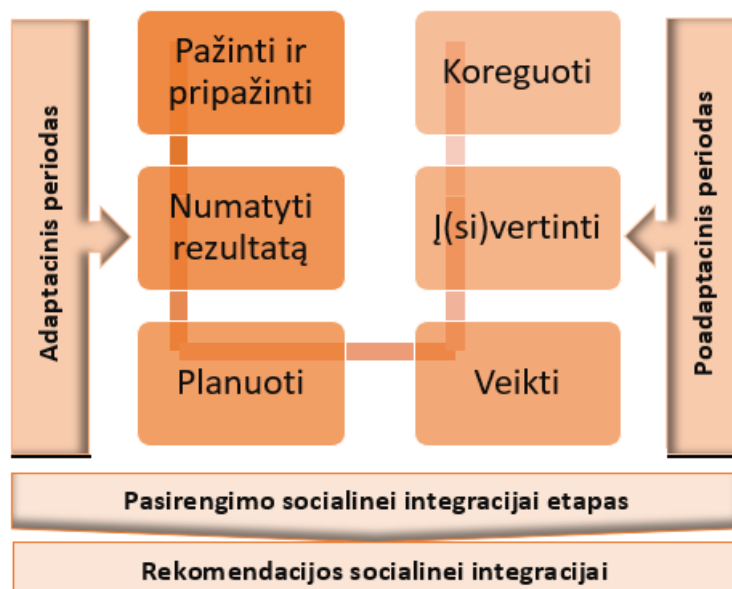 Adaptacinis periodas
Pažinti ir
pripažinti
Numatyti
rezultatą
Planuoti
Veikti
Į(si)vertinti
Koreguoti
Poadaptacinis periodas
Pasirengimo socialinei integracijai etapas
Rekomendacijos socialinei integracijai